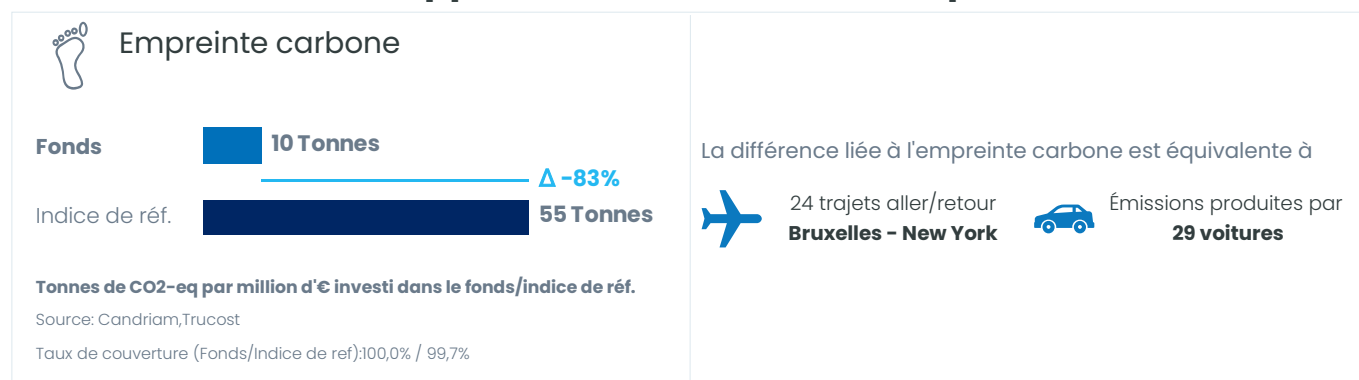 Empreinte carbone
Fonds
10 Tonnes
Δ -83%
Indice de réf.
55 Tonnes
Tonnes de CO2-eq par million d'€ investi dans le fonds/indice de réf.
Source: Candriam,Trucost
Taux de couverture (Fonds/Indice de ref):100,0% / 99,7%
La différence liée à l'empreinte carbone est équivalente à
24 trajets aller/retour
Bruxelles - New York
Émissions produites par
29 voitures